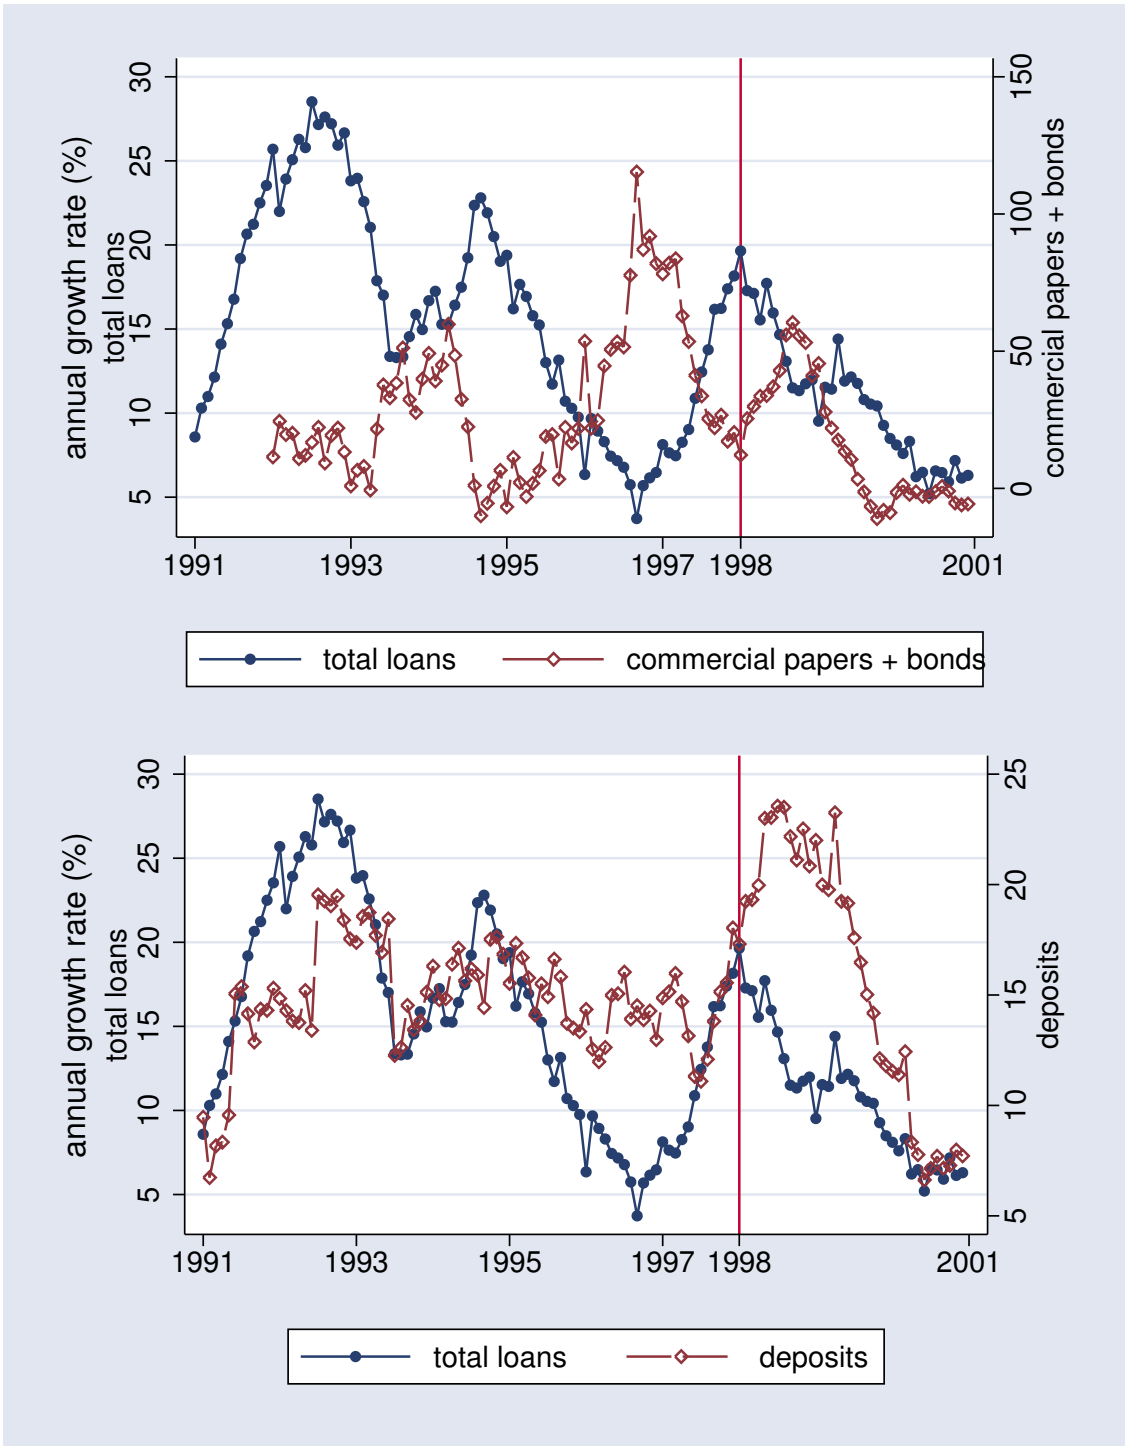 annual growth rate (%)
total loans
30
25
20
15
10
5
150
100
50
0
commercial papers + bonds
1991 1993 1995 1997 1998 2001
total loans commercial papers + bonds
annual growth rate (%)
total loans
30
25
20
15
10
5
25
20
15
10
5
deposits
1991 1993 1995 1997 1998 2001
total loans deposits